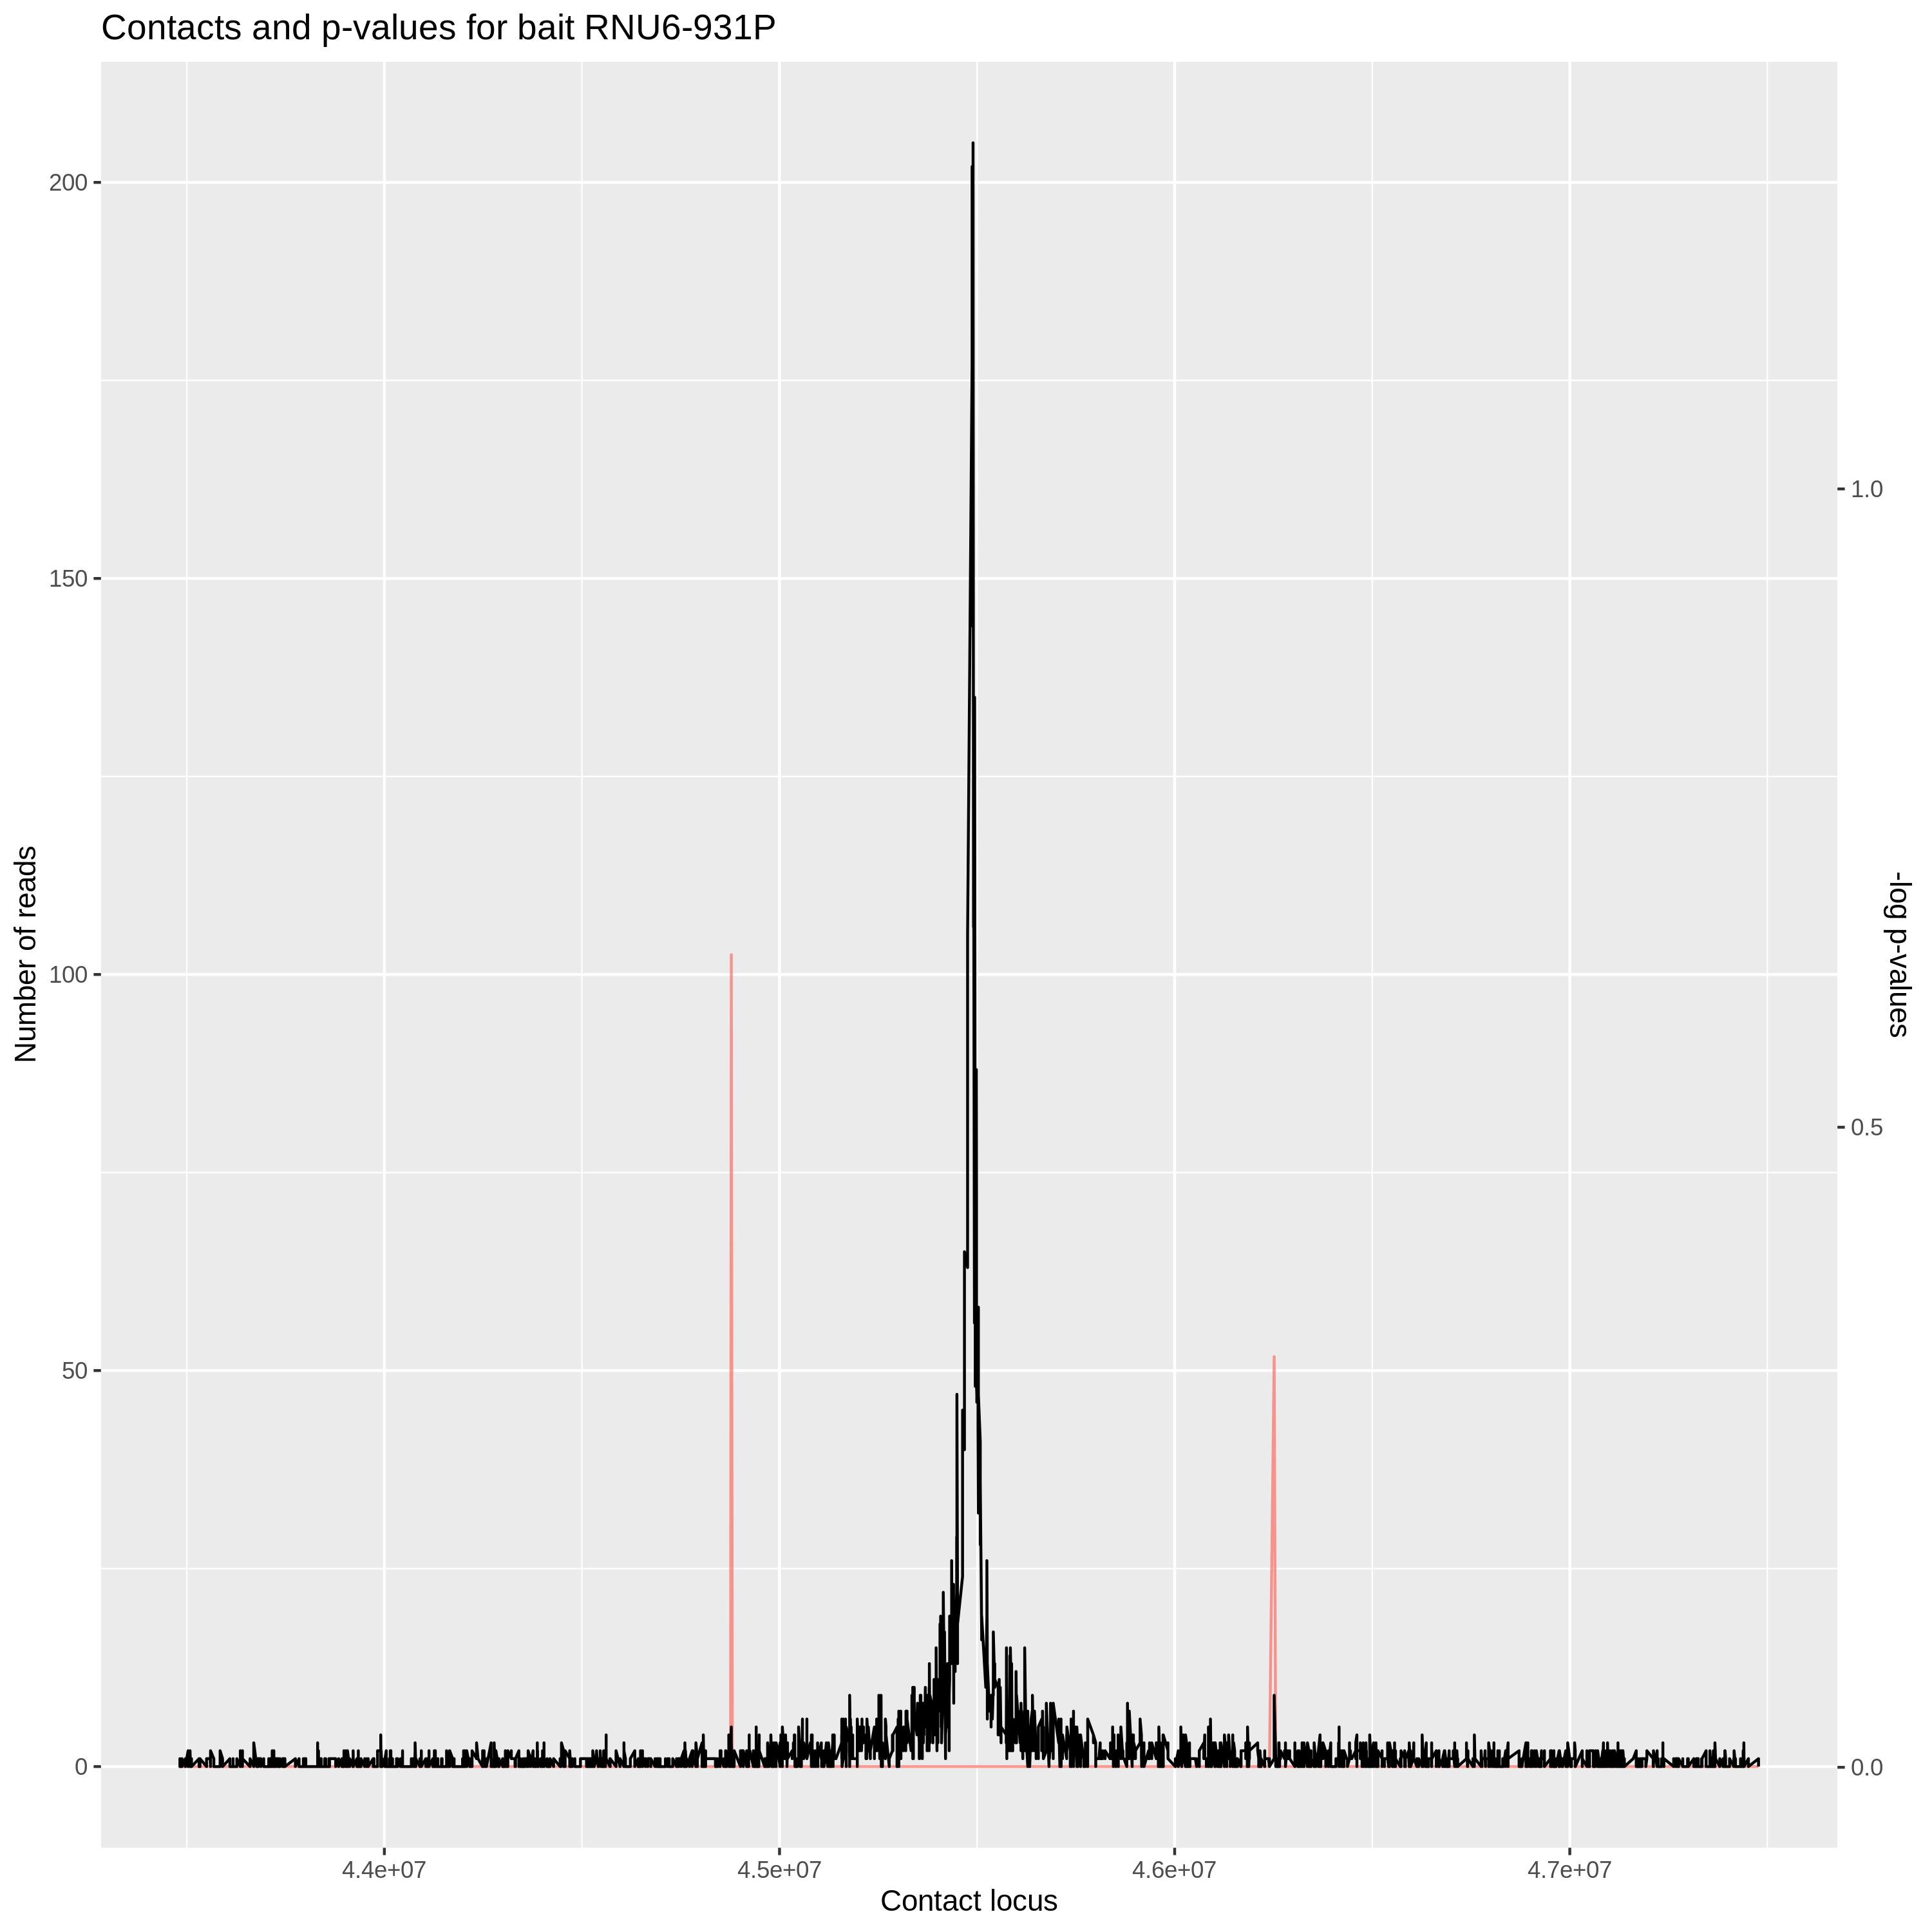 Contacts and p-values for bait RNU6-931P
200
150
100
50
0
Number of reads
1.0
0.5
0.0
-log p-values
4.4e+07
4.5e+07
4.6e+07
4.7e+07
Contact locus